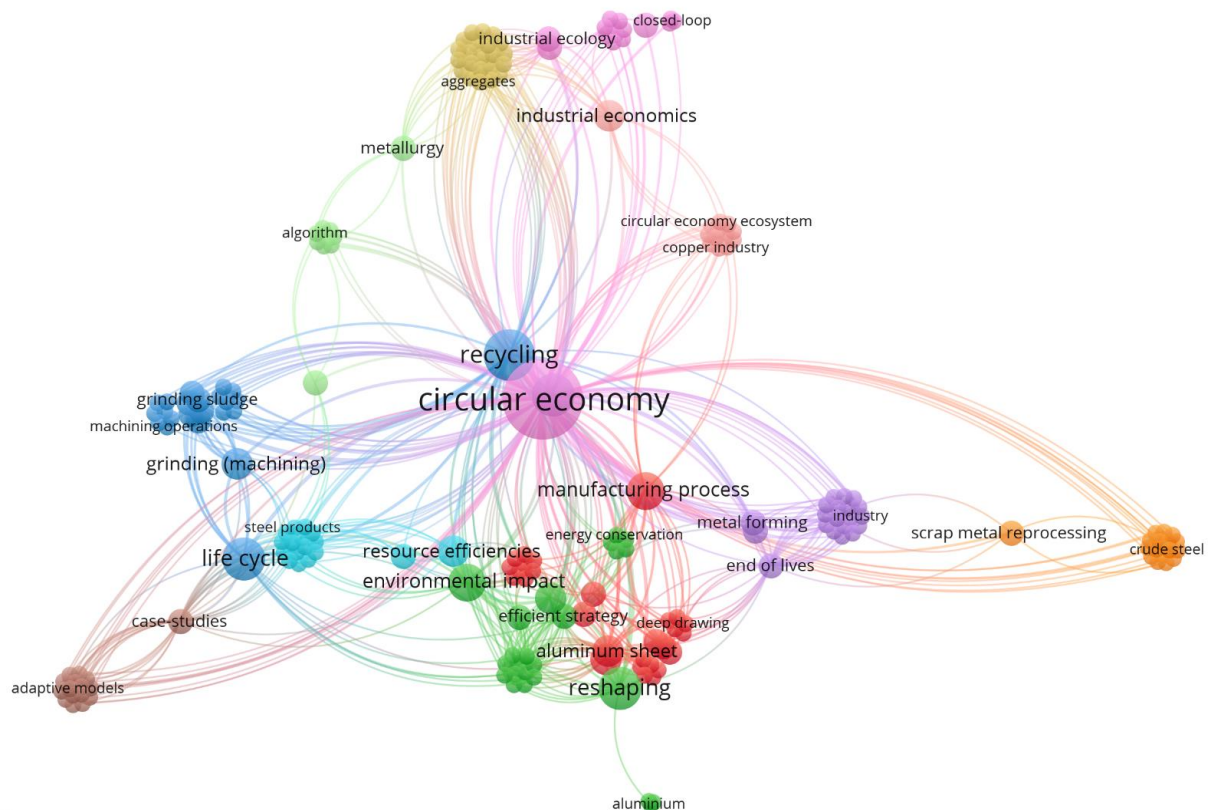 closed-loop
industrial ecology
aggregates
industrial economics
metallurgy
circular economy ecosystem
algorithm
copper industry
recycling
circular economy
grinding sludge
machining operations
grinding (machining)
manufacturing process
industry
metal forming
steel products
energy conservation
scrap metal reprocessing
crude steel
life cycle
resource efficiencies
end of lives
environmental impact
efficient strategy
case-studies
deep drawing
aluminum sheet
adaptive models
reshaping
aluminium